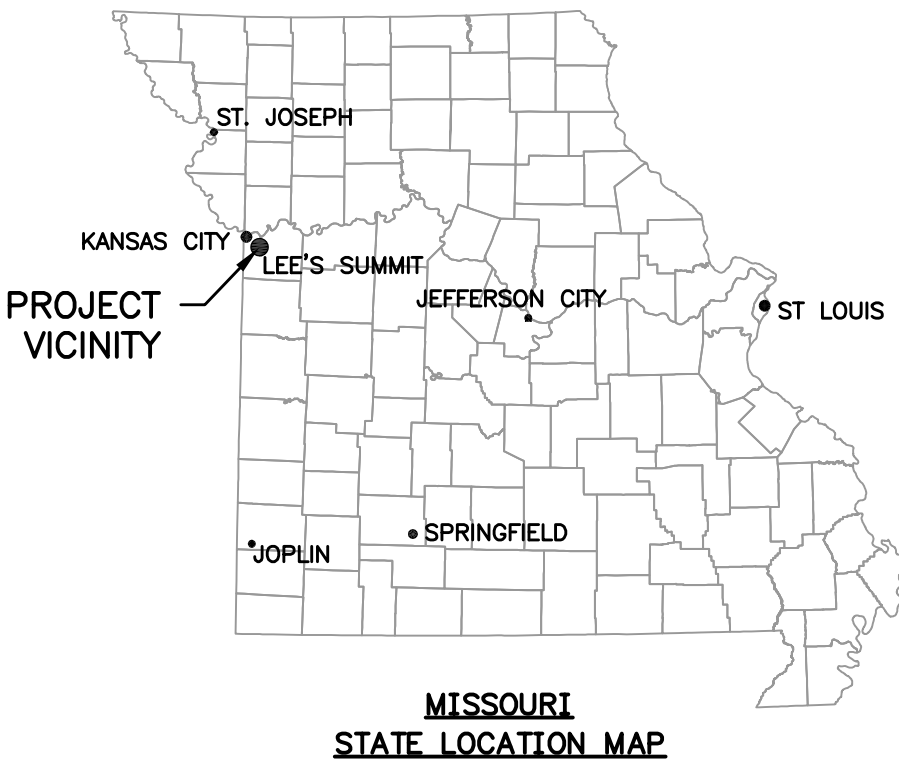 ST. JOSEPH
KANSAS CITY
LEE'S SUMMIT
PROJECT
VICINITY
JEFFERSON CITY
ST LOUIS
SPRINGFIELD
JOPLIN
MISSOURI
STATE LOCATION MAP